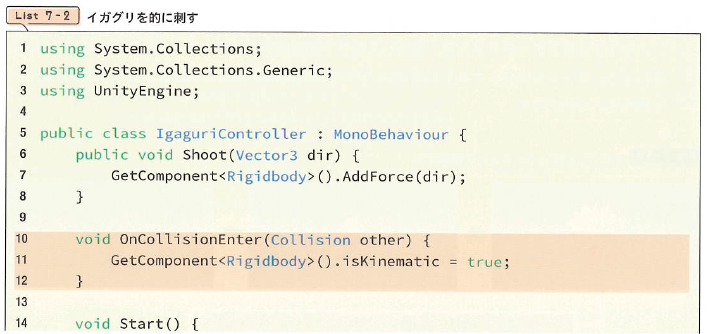 List 7-2 イガグリを的に刺す
1 using System.Collections;
2 using System.Collections.Generic;
3 using UnityEngine;
4
5 public class IgaguriController : MonoBehaviour {
6     public void Shoot(Vector3 dir) {
7         GetComponent<Rigidbody>().AddForce(dir);
8     }
9
10     void OnCollisionEnter(Collision other) {
11         GetComponent<Rigidbody>().isKinematic = true;
12     }
13
14     void Start() {